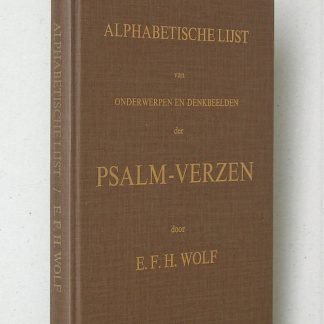 ALPHABETISCHE LIJST
van
ONDERWERPEN EN DENKBEELDEN
der
PSALM-VERZEN
door
E. F. H. WOLF
ALPHABETISCHE LIJST / E. F. H. WOLF